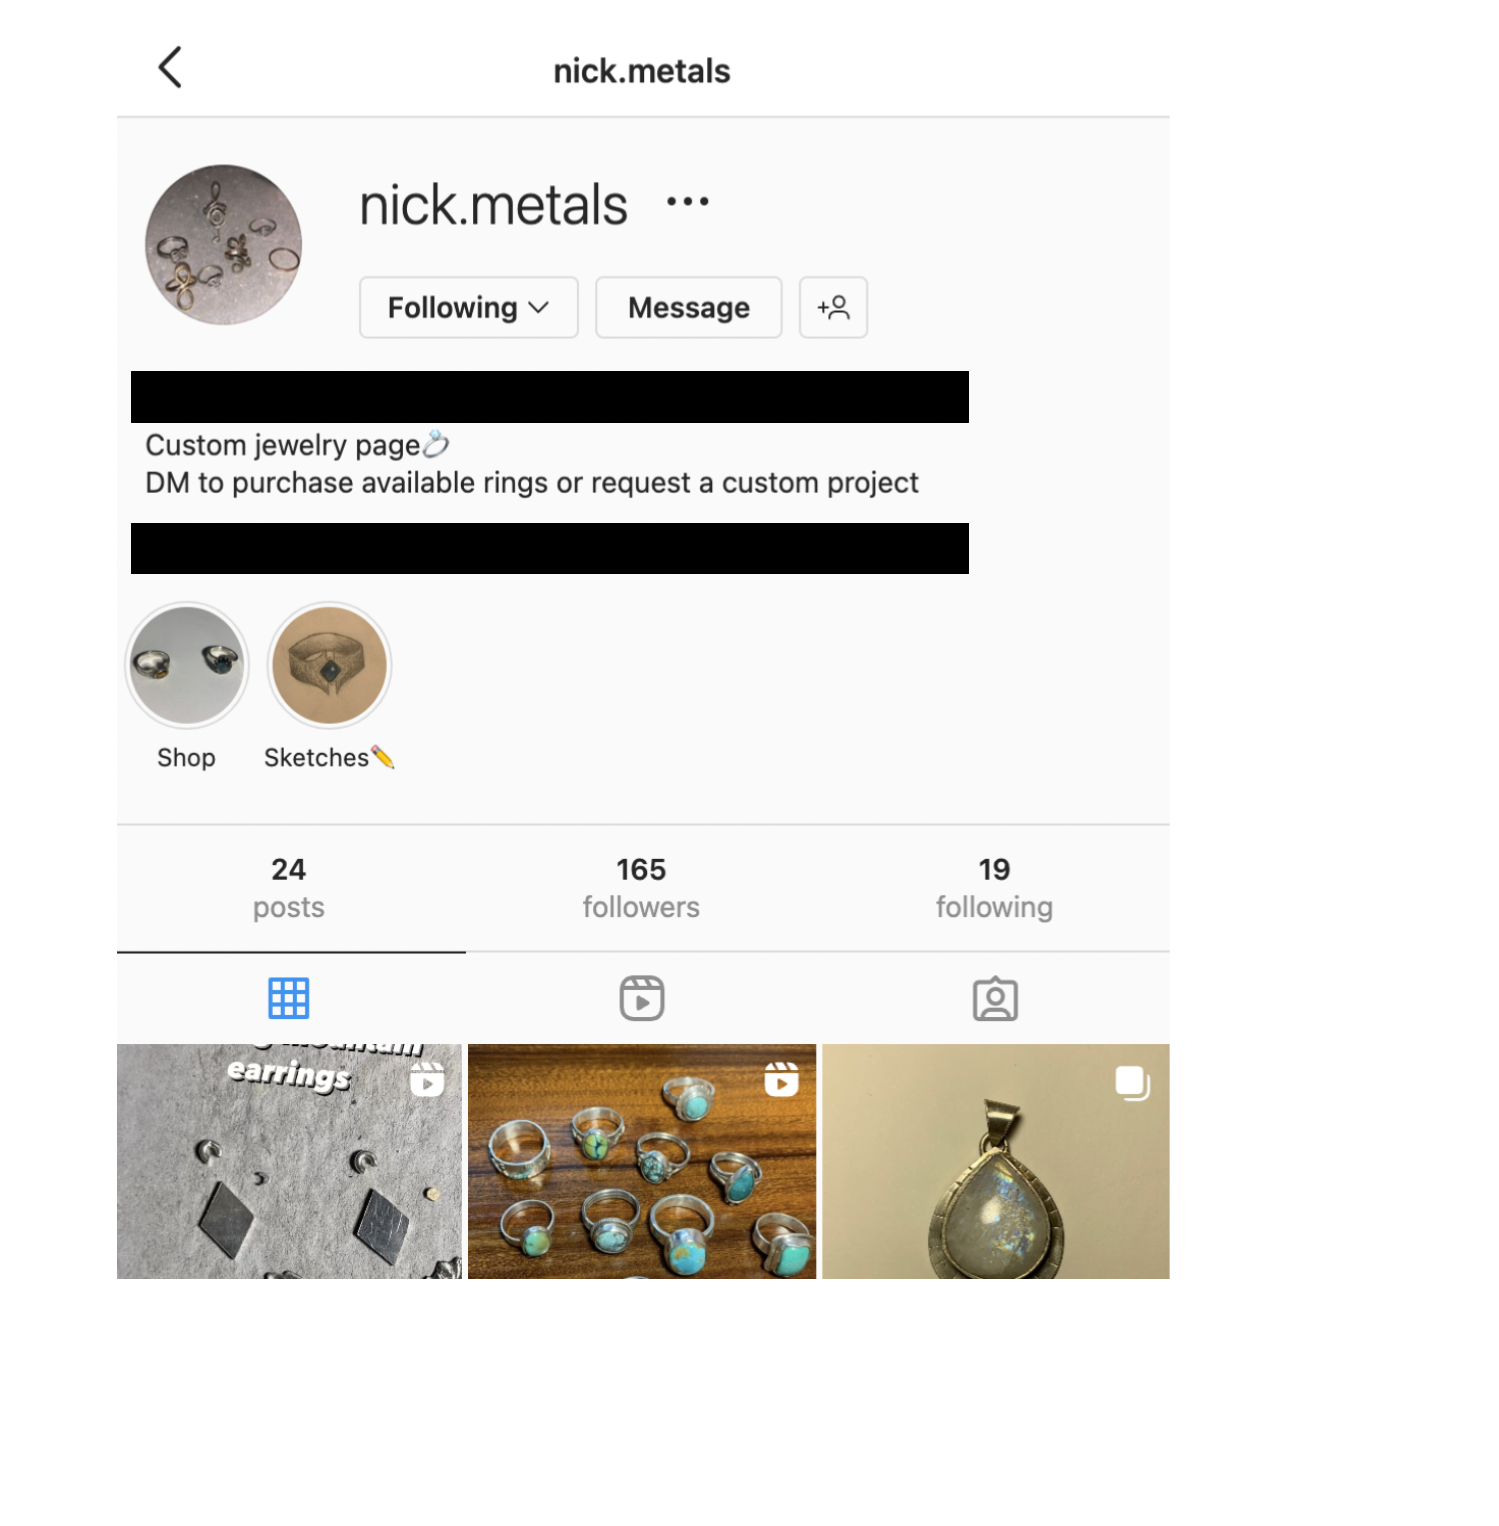 nick.metals
nick.metals
Following
Message
Custom jewelry page💍
DM to purchase available rings or request a custom project
Shop
Sketches✏️
24
posts
165
followers
19
following
earrings